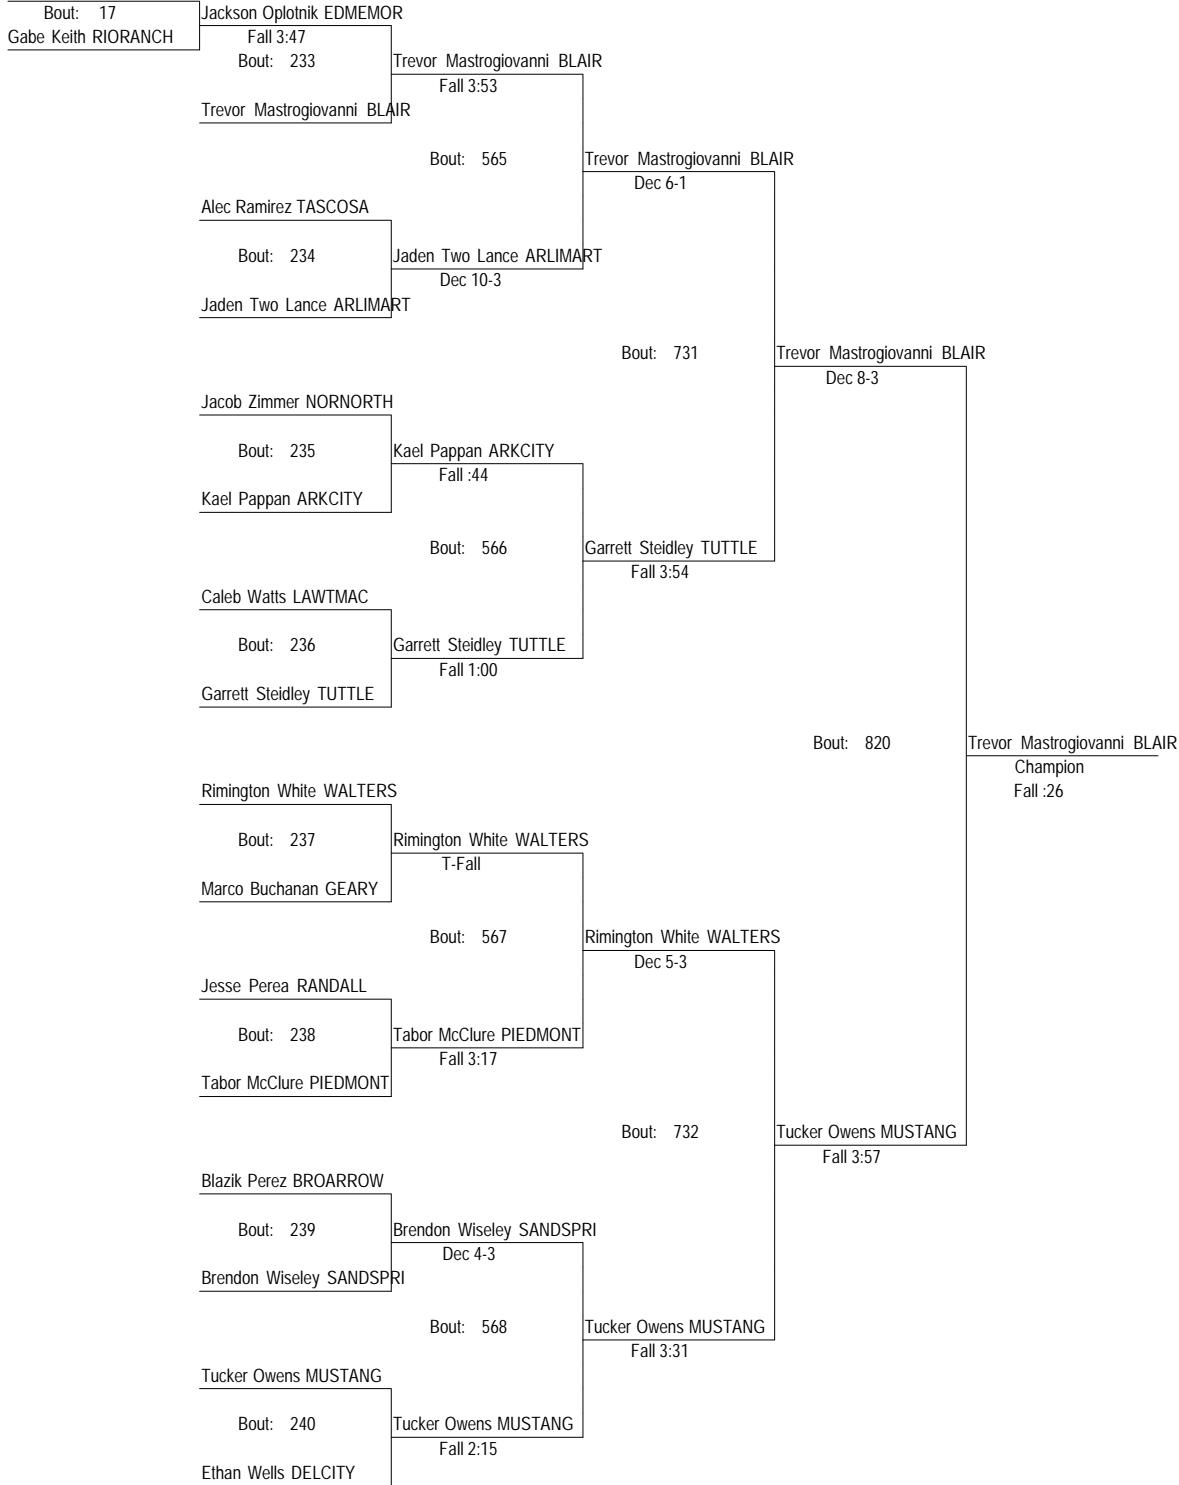 Bout: 17
Jackson Oplotnik EDMEMOR
Gabe Keith RIORANCH
Fall 3:47
Bout: 233
Trevor Mastrogiovanni BLAIR
Fall 3:53
Trevor Mastrogiovanni BLAIR
Bout: 565
Trevor Mastrogiovanni BLAIR
Dec 6-1
Alec Ramirez TASCOSA
Bout: 234
Jaden Two Lance ARLIMART
Dec 10-3
Jaden Two Lance ARLIMART
Bout: 731
Trevor Mastrogiovanni BLAIR
Dec 8-3
Jacob Zimmer NORNORTH
Bout: 235
Kael Pappan ARKCITY
Fall :44
Kael Pappan ARKCITY
Bout: 566
Garrett Steidley TUTTLE
Fall 3:54
Caleb Watts LAWTMAC
Bout: 236
Garrett Steidley TUTTLE
Fall 1:00
Garrett Steidley TUTTLE
Bout: 820
Trevor Mastrogiovanni BLAIR
Champion
Fall :26
Rimington White WALTERS
Bout: 237
Rimington White WALTERS
T-Fall
Marco Buchanan GEARY
Bout: 567
Rimington White WALTERS
Dec 5-3
Jesse Perea RANDALL
Bout: 238
Tabor McClure PIEDMONT
Fall 3:17
Tabor McClure PIEDMONT
Bout: 732
Tucker Owens MUSTANG
Fall 3:57
Blazik Perez BROARROW
Bout: 239
Brendon Wiseley SANDSPRI
Dec 4-3
Brendon Wiseley SANDSPRI
Bout: 568
Tucker Owens MUSTANG
Fall 3:31
Tucker Owens MUSTANG
Bout: 240
Tucker Owens MUSTANG
Fall 2:15
Ethan Wells DELCITY